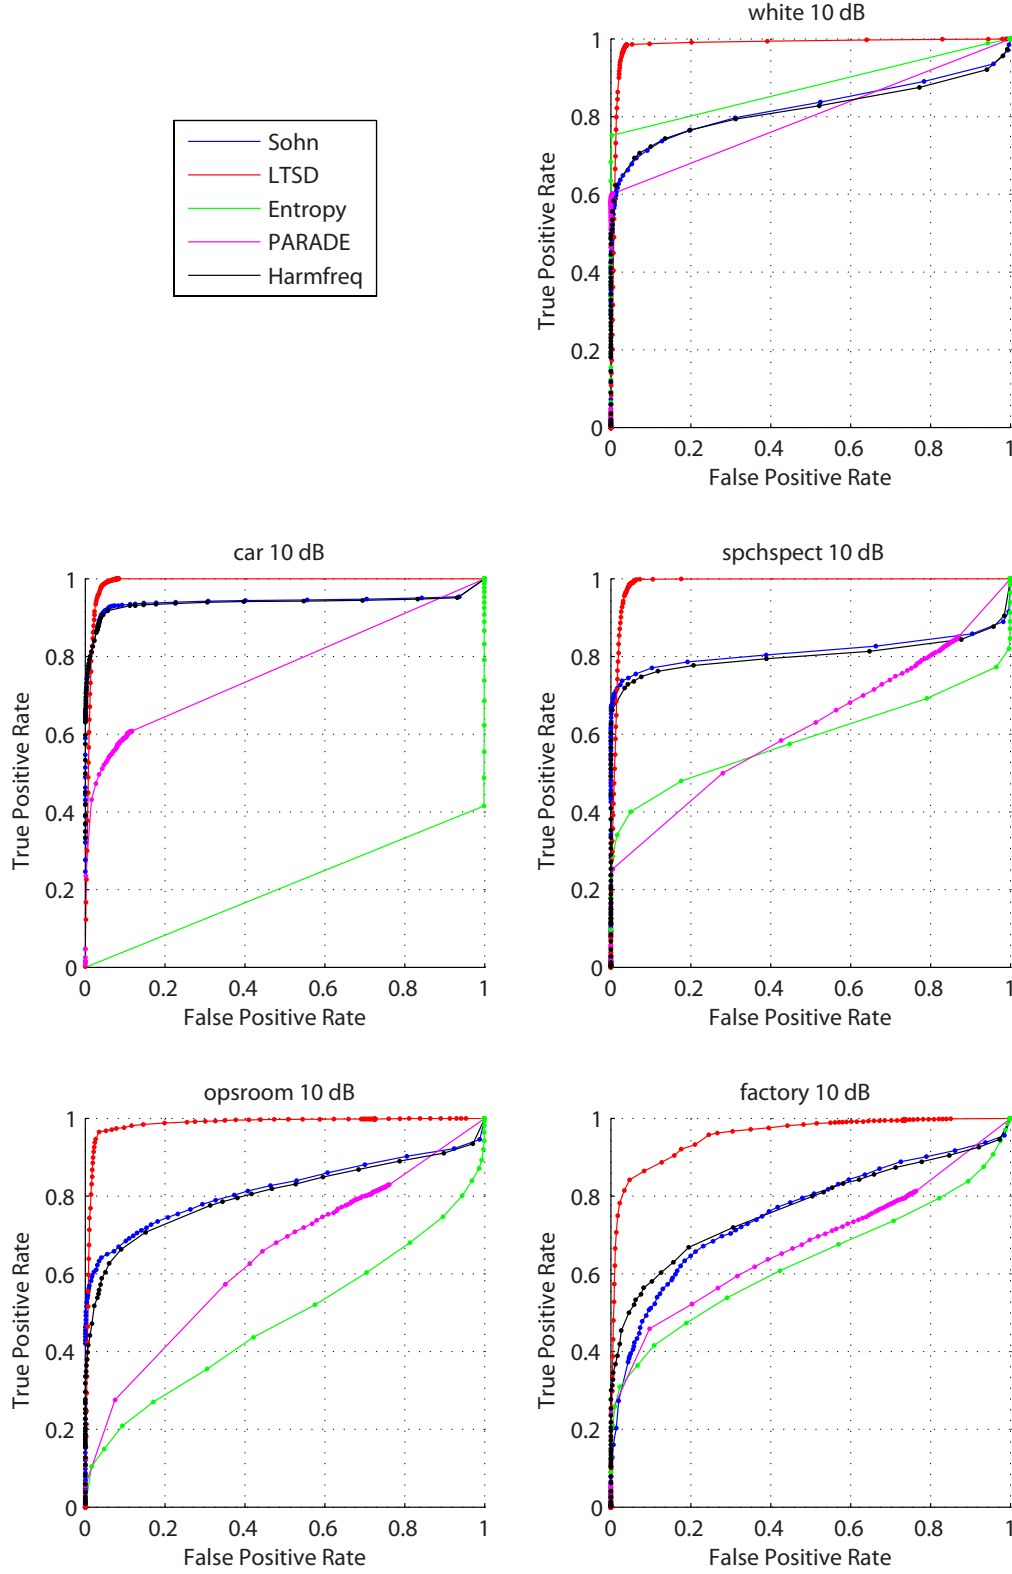 white 10 dB
Sohn
LTSD
Entropy
PARADE
Harmfreq
True Positive Rate
1
0.8
0.6
0.4
0.2
0
0 0.2 0.4 0.6 0.8 1
False Positive Rate
car 10 dB
True Positive Rate
1
0.8
0.6
0.4
0.2
0
0 0.2 0.4 0.6 0.8 1
False Positive Rate
spchspect 10 dB
True Positive Rate
1
0.8
0.6
0.4
0.2
0
0 0.2 0.4 0.6 0.8 1
False Positive Rate
opsroom 10 dB
True Positive Rate
1
0.8
0.6
0.4
0.2
0
0 0.2 0.4 0.6 0.8 1
False Positive Rate
factory 10 dB
True Positive Rate
1
0.8
0.6
0.4
0.2
0
0 0.2 0.4 0.6 0.8 1
False Positive Rate